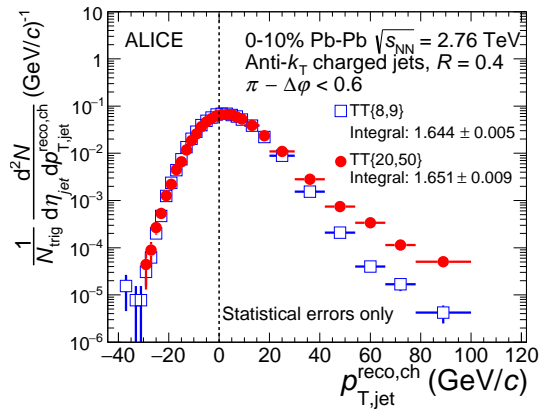 ALICE
0-10% Pb-Pb √s_NN = 2.76 TeV
Anti-k_T charged jets, R = 0.4
π − Δφ < 0.6
TT{8,9}
Integral: 1.644 ± 0.005
TT{20,50}
Integral: 1.651 ± 0.009
Statistical errors only
1/N_trig d²N/dη_jet dp_T,jet^reco,ch (GeV/c)⁻¹
10
1
10⁻¹
10⁻²
10⁻³
10⁻⁴
10⁻⁵
10⁻⁶
−40 −20 0 20 40 60 80 100 120
p_T,jet^reco,ch (GeV/c)